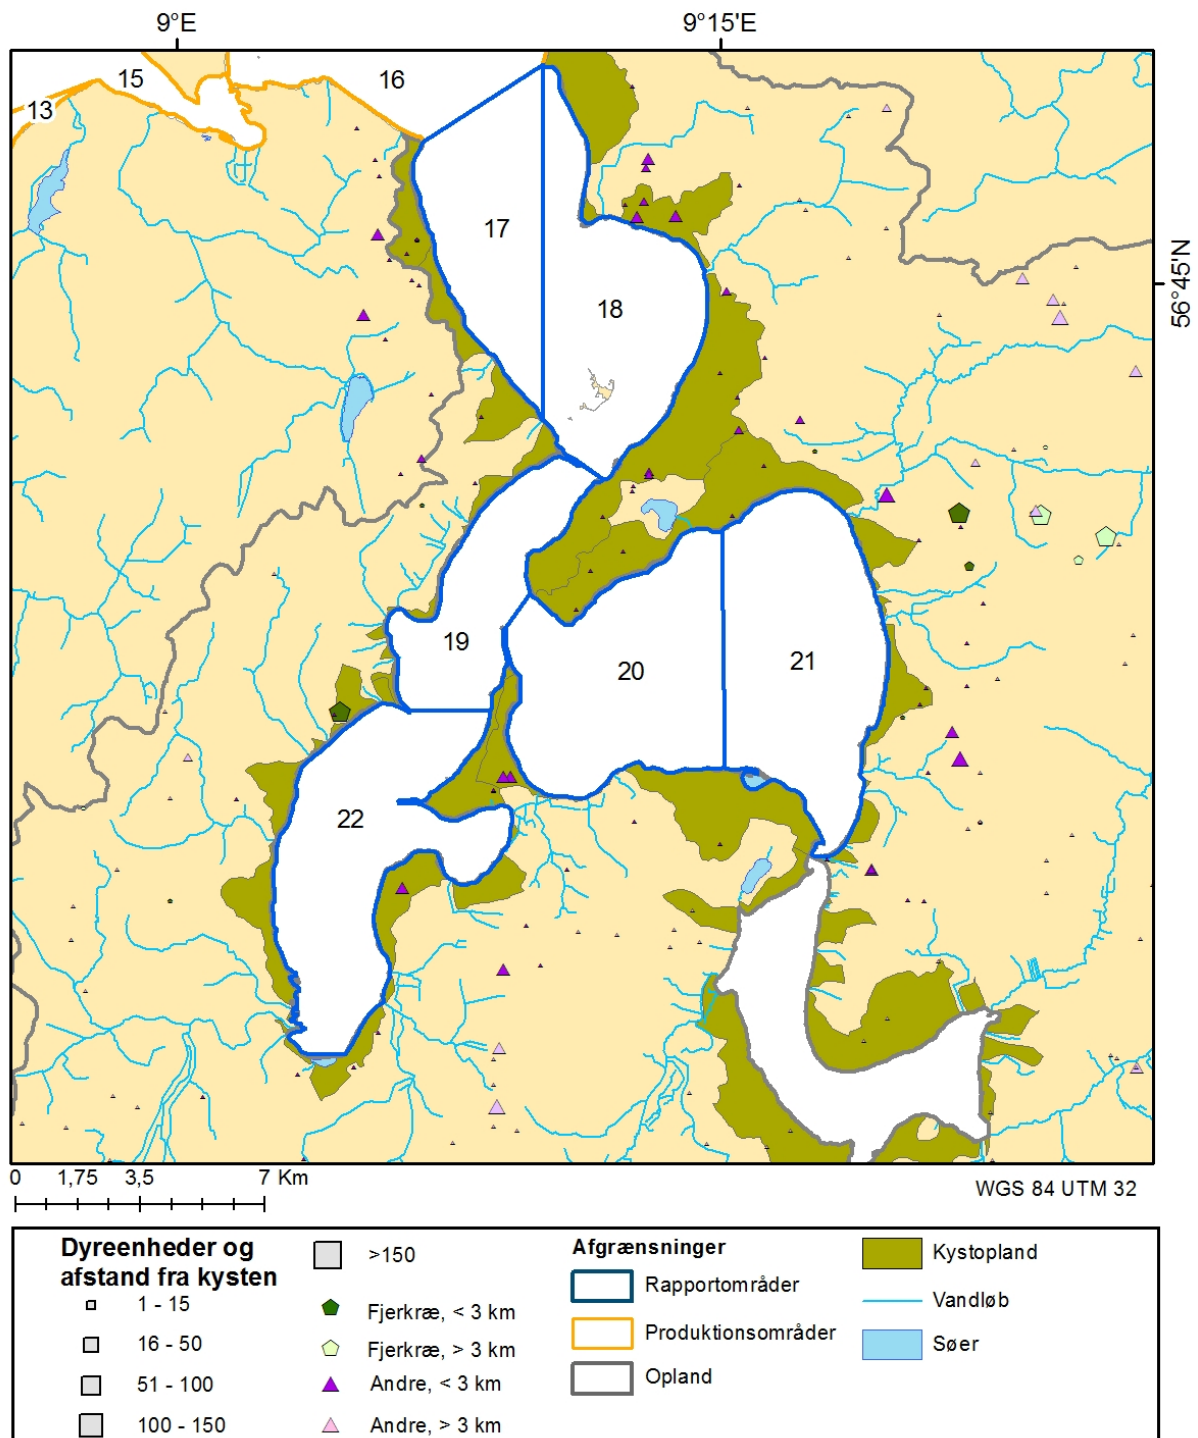 9°E
9°15'E
15
16
13
17
18
56°45'N
19
20
21
22
0 1,75 3,5 7 Km
WGS 84 UTM 32
Dyreenheder og
afstand fra kysten
1 - 15
16 - 50
51 - 100
100 - 150
>150
Fjerkræ, < 3 km
Fjerkræ, > 3 km
Andre, < 3 km
Andre, > 3 km
Afgrænsninger
Rapportområder
Produktionsområder
Opland
Kystopland
Vandløb
Søer